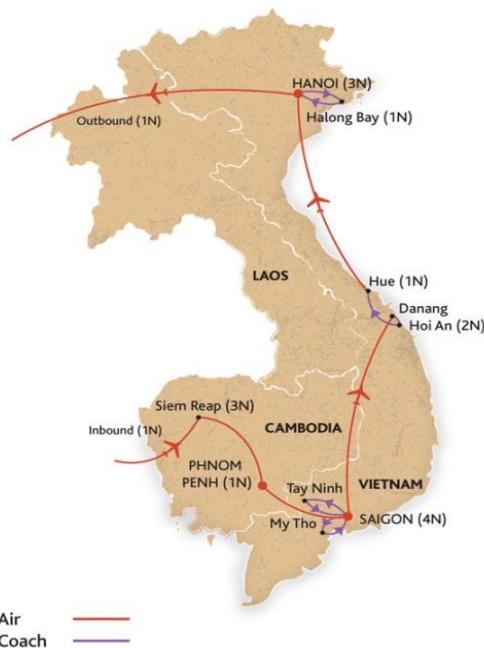 HANOI (3N)
Outbound (1N)
Halong Bay (1N)
LAOS
Hue (1N)
Danang
Hoi An (2N)
Siem Reap (3N)
Inbound (1N)
CAMBODIA
PHNOM
PENH (1N)
Tay Ninh
VIETNAM
My Tho
SAIGON (4N)
Air
Coach